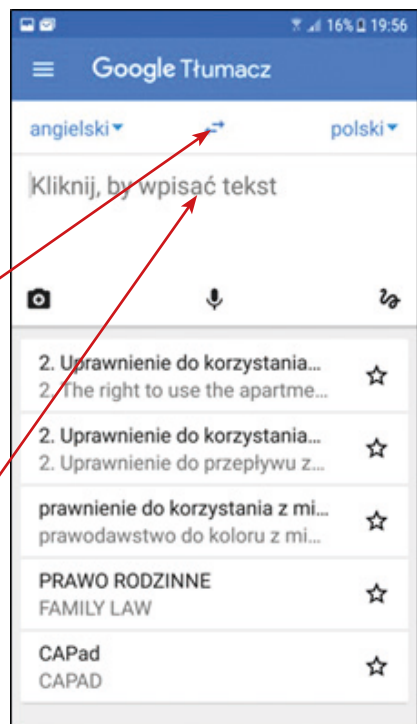 16% 19:56
Google Tłumacz
angielski polski
Kliknij, by wpisać tekst
2. Uprawnienie do korzystania...
2. The right to use the apartme...
2. Uprawnienie do korzystania...
2. Uprawnienie do przepływu z...
prawnienie do korzystania z mi...
prawodawstwo do koloru z mi...
PRAWO RODZINNE
FAMILY LAW
CAPad
CAPAD